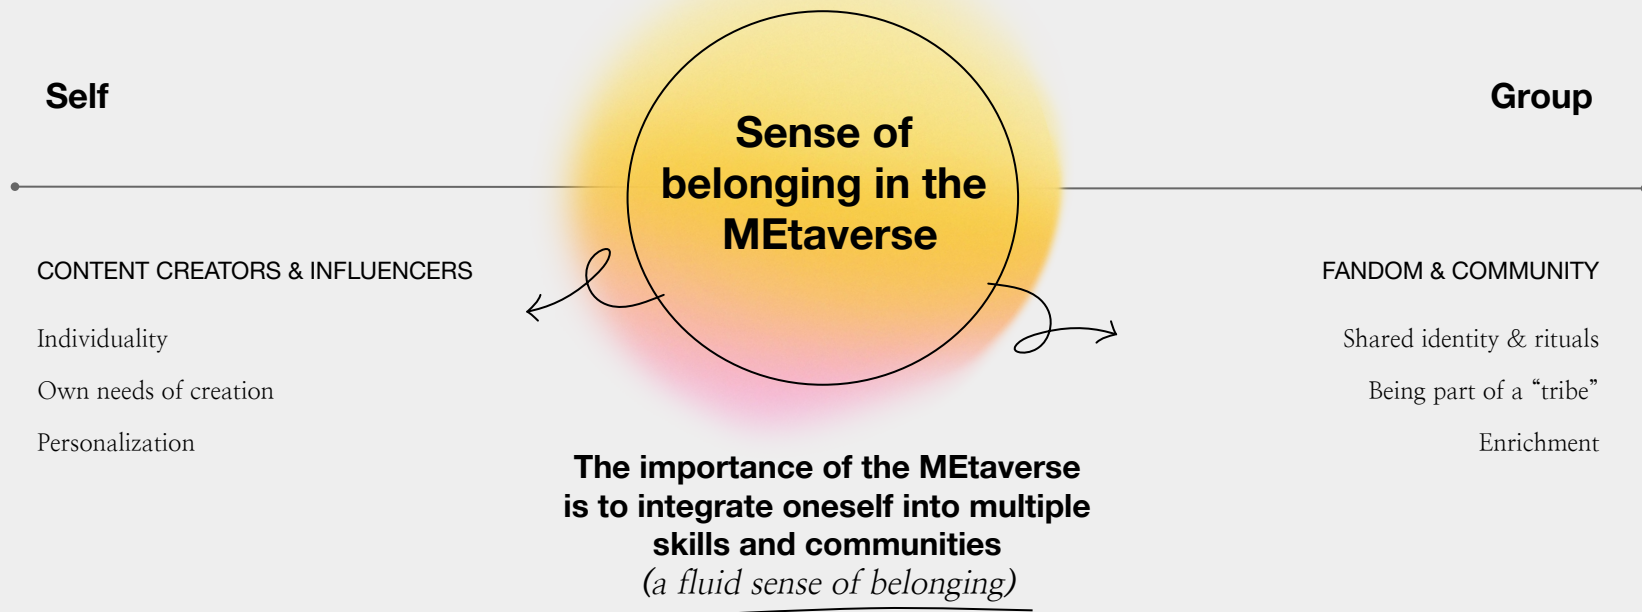 Self
Group
Sense of
belonging in the
MEtaverse
CONTENT CREATORS & INFLUENCERS
Individuality
Own needs of creation
Personalization
FANDOM & COMMUNITY
Shared identity & rituals
Being part of a “tribe”
Enrichment
The importance of the MEtaverse
is to integrate oneself into multiple
skills and communities
(a fluid sense of belonging)